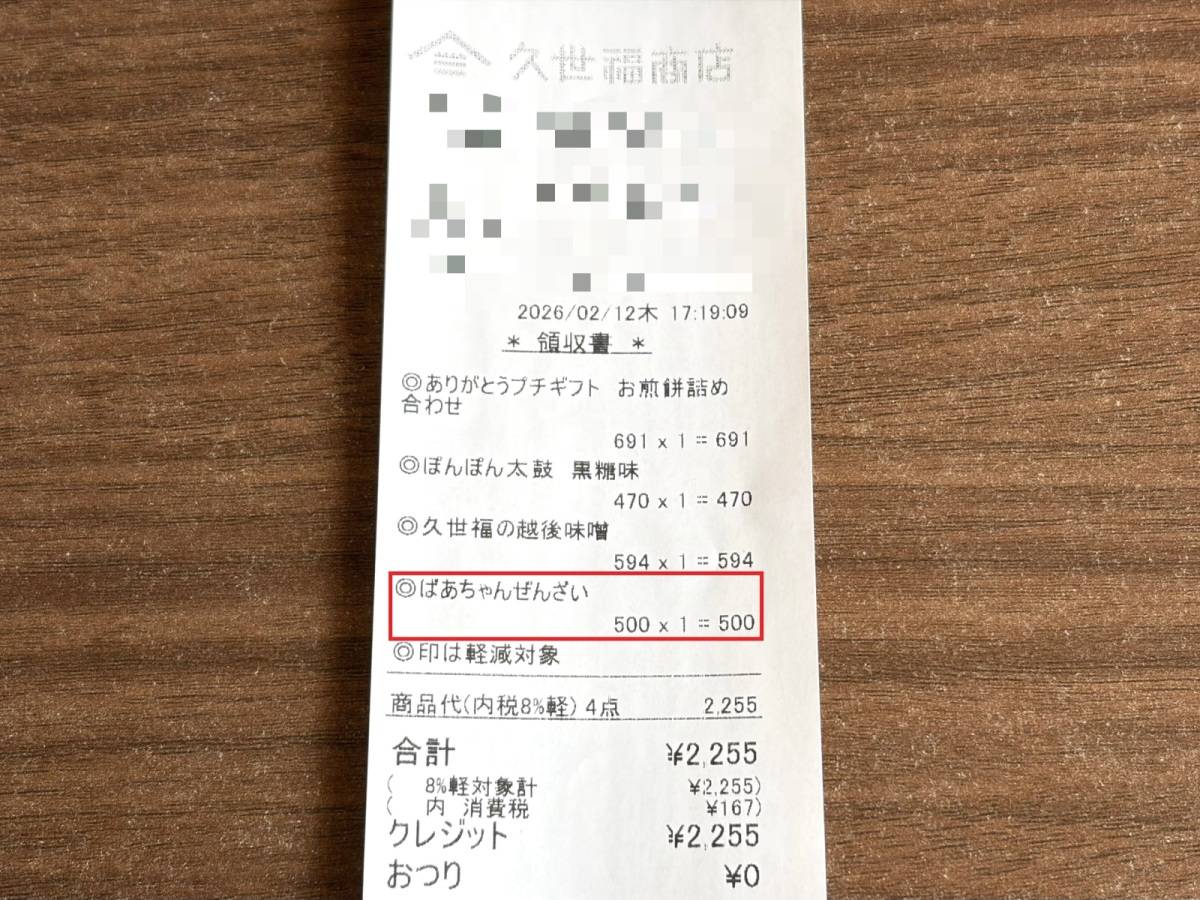 久世福商店
2026/02/12木 17:19:09
* 領収書 *
◎ありがとうプチギフト お煎餅詰め
合わせ
691 x 1 = 691
◎ぽんぽん太鼓 黒糖味
470 x 1 = 470
◎久世福の越後味噌
594 x 1 = 594
◎ばあちゃんぜんざい
500 x 1 = 500
◎印は軽減対象
商品代(内税8%軽) 4点 2,255
合計 ¥2,255
( 8%軽対象計 ¥2,255)
( 内 消費税 ¥167)
クレジット ¥2,255
おつり ¥0